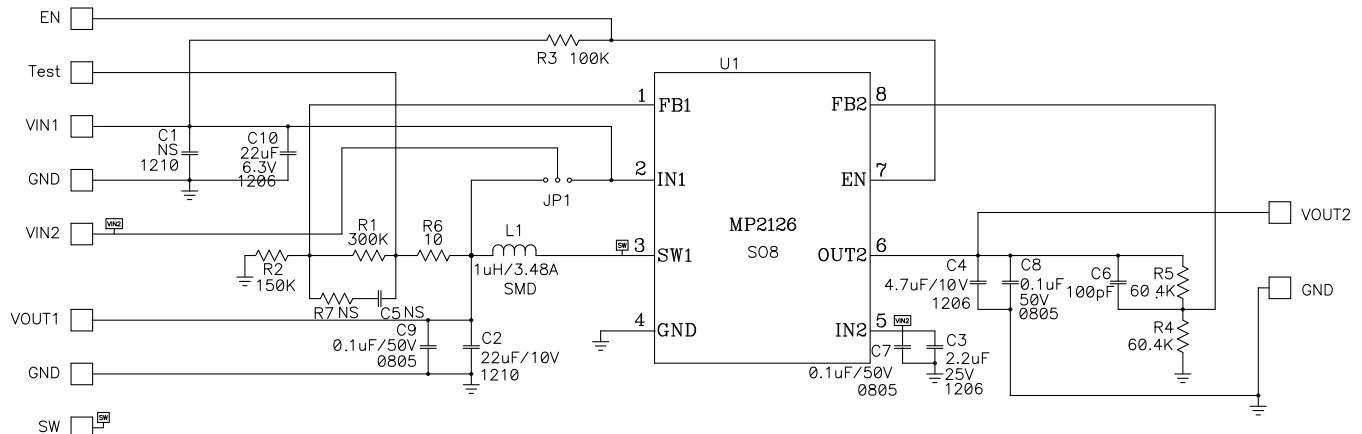 EN
R3 100K
Test
U1
1 FB1
FB2 8
VIN1
C1
NS
1210
C10
22uF
6.3V
1206
GND
2 IN1
EN 7
JP1
VIN2
VIN2
MP2126
SO8
VOUT2
R1
300K
R6
10
L1
1uH/3.48A
SMD
SW
3 SW1
OUT2 6
R2
150K
C4
4.7uF/10V
1206
C8
0.1uF
50V
0805
C6
100pF
R5
60.4K
GND
R7 NS
C5 NS
VOUT1
C9
0.1uF/50V
0805
C2
22uF/10V
1210
4 GND
IN2 5
VIN2
C7
0.1uF/50V
0805
C3
2.2uF
25V
1206
R4
60.4K
GND
SW
SW